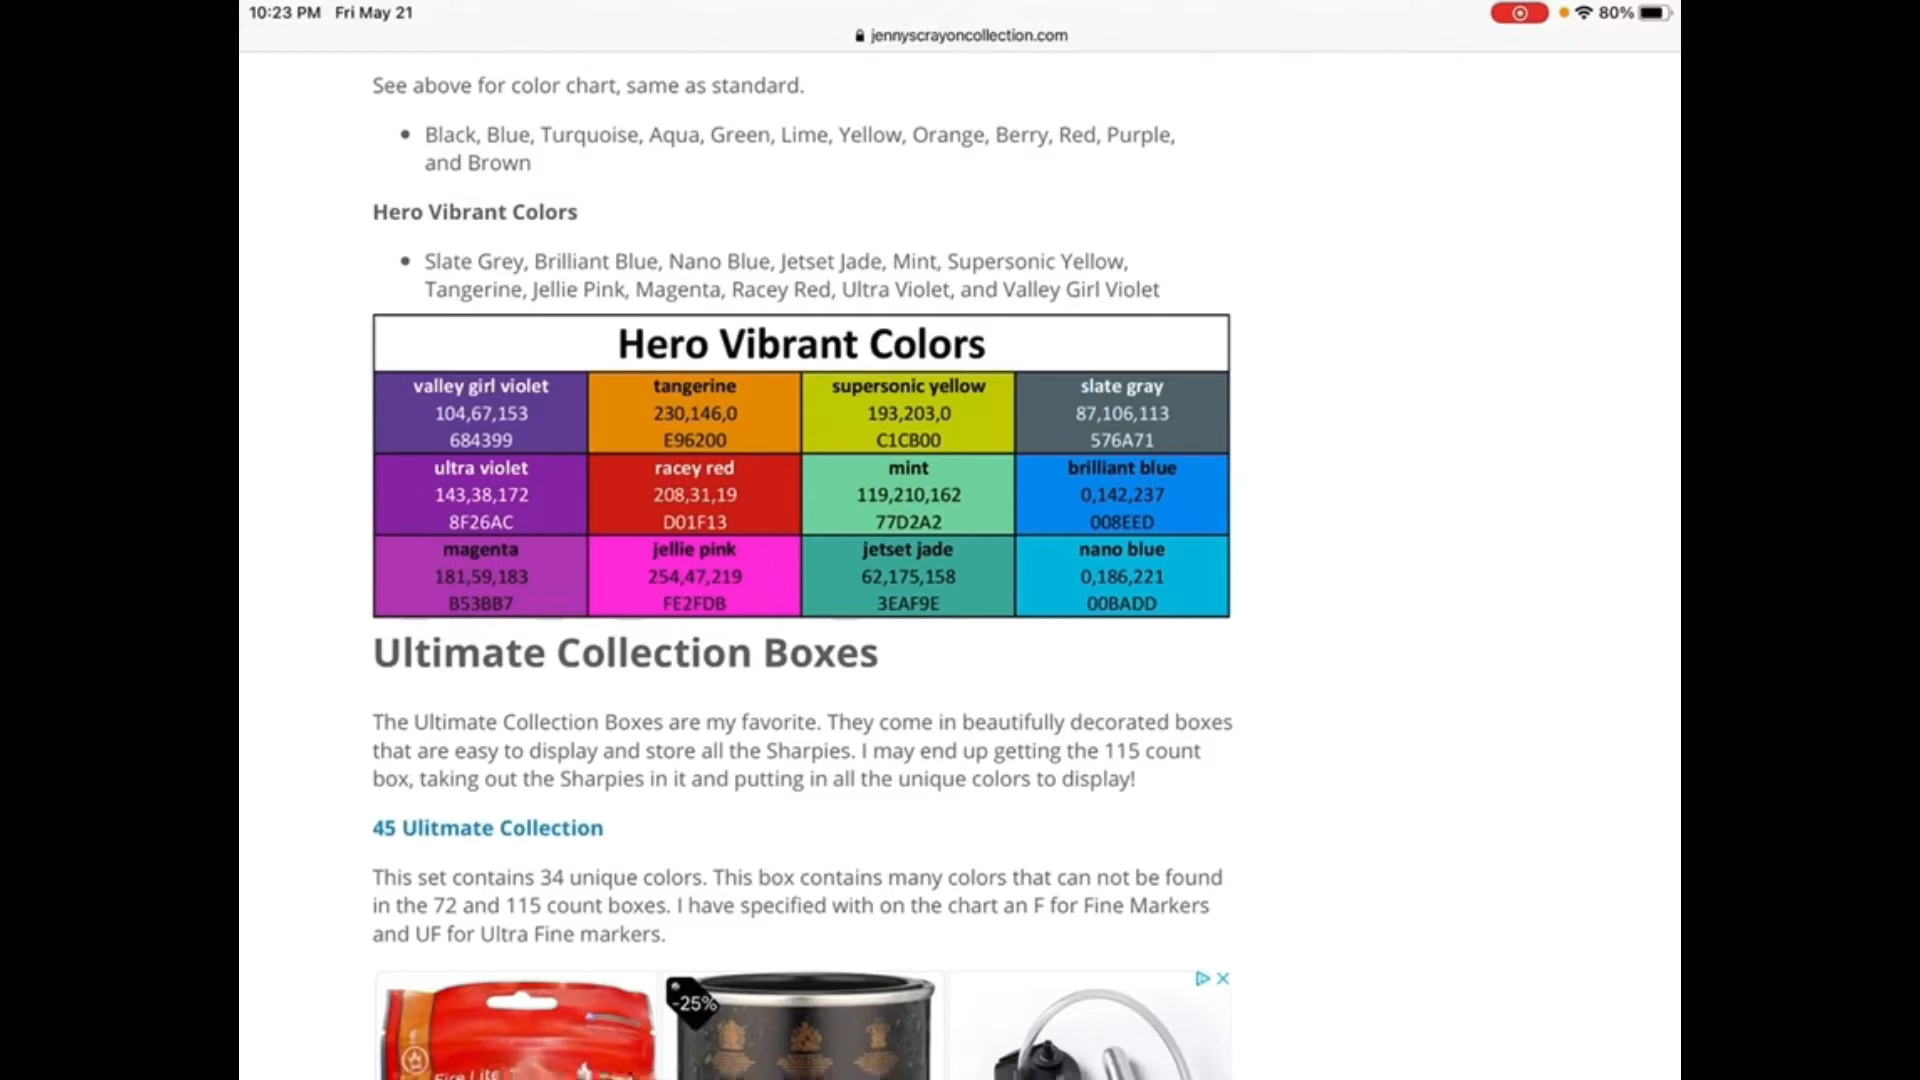 10:23 PM Fri May 21
80%
jennyscrayoncollection.com
See above for color chart, same as standard.
Black, Blue, Turquoise, Aqua, Green, Lime, Yellow, Orange, Berry, Red, Purple,
and Brown
Hero Vibrant Colors
Slate Grey, Brilliant Blue, Nano Blue, Jetset Jade, Mint, Supersonic Yellow,
Tangerine, Jellie Pink, Magenta, Racey Red, Ultra Violet, and Valley Girl Violet
Hero Vibrant Colors
valley girl violet tangerine supersonic yellow slate gray
104,67,153 230,146,0 193,203,0 87,106,113
684399 E96200 C1CB00 576A71
ultra violet racey red mint brilliant blue
143,38,172 208,31,19 119,210,162 0,142,237
8F26AC D01F13 77D2A2 008EED
magenta jellie pink jetset jade nano blue
181,59,183 254,47,219 62,175,158 0,186,221
B53BB7 FE2FDB 3EAF9E 00BADD
Ultimate Collection Boxes
The Ultimate Collection Boxes are my favorite. They come in beautifully decorated boxes
that are easy to display and store all the Sharpies. I may end up getting the 115 count
box, taking out the Sharpies in it and putting in all the unique colors to display!
45 Ulitmate Collection
This set contains 34 unique colors. This box contains many colors that can not be found
in the 72 and 115 count boxes. I have specified with on the chart an F for Fine Markers
and UF for Ultra Fine markers.
-25%
Fire Lite